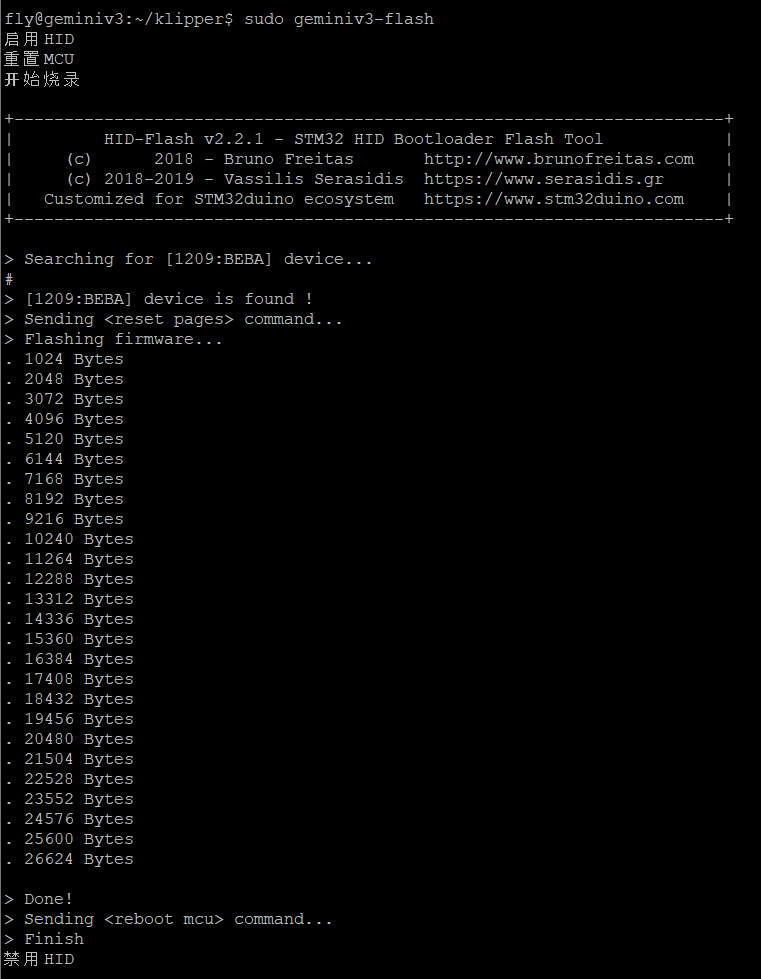 fly@geminiv3:~/klipper$ sudo geminiv3-flash
启用HID
重置MCU
开始烧录
+-----------------------------------------------------------------------+
| HID-Flash v2.2.1 - STM32 HID Bootloader Flash Tool |
| (c) 2018 - Bruno Freitas http://www.brunofreitas.com |
| (c) 2018-2019 - Vassilis Serasidis https://www.serasidis.gr |
| Customized for STM32duino ecosystem https://www.stm32duino.com |
+-----------------------------------------------------------------------+
> Searching for [1209:BEBA] device...
#
> [1209:BEBA] device is found !
> Sending <reset pages> command...
> Flashing firmware...
. 1024 Bytes
. 2048 Bytes
. 3072 Bytes
. 4096 Bytes
. 5120 Bytes
. 6144 Bytes
. 7168 Bytes
. 8192 Bytes
. 9216 Bytes
. 10240 Bytes
. 11264 Bytes
. 12288 Bytes
. 13312 Bytes
. 14336 Bytes
. 15360 Bytes
. 16384 Bytes
. 17408 Bytes
. 18432 Bytes
. 19456 Bytes
. 20480 Bytes
. 21504 Bytes
. 22528 Bytes
. 23552 Bytes
. 24576 Bytes
. 25600 Bytes
. 26624 Bytes
> Done!
> Sending <reboot mcu> command...
> Finish
禁用HID